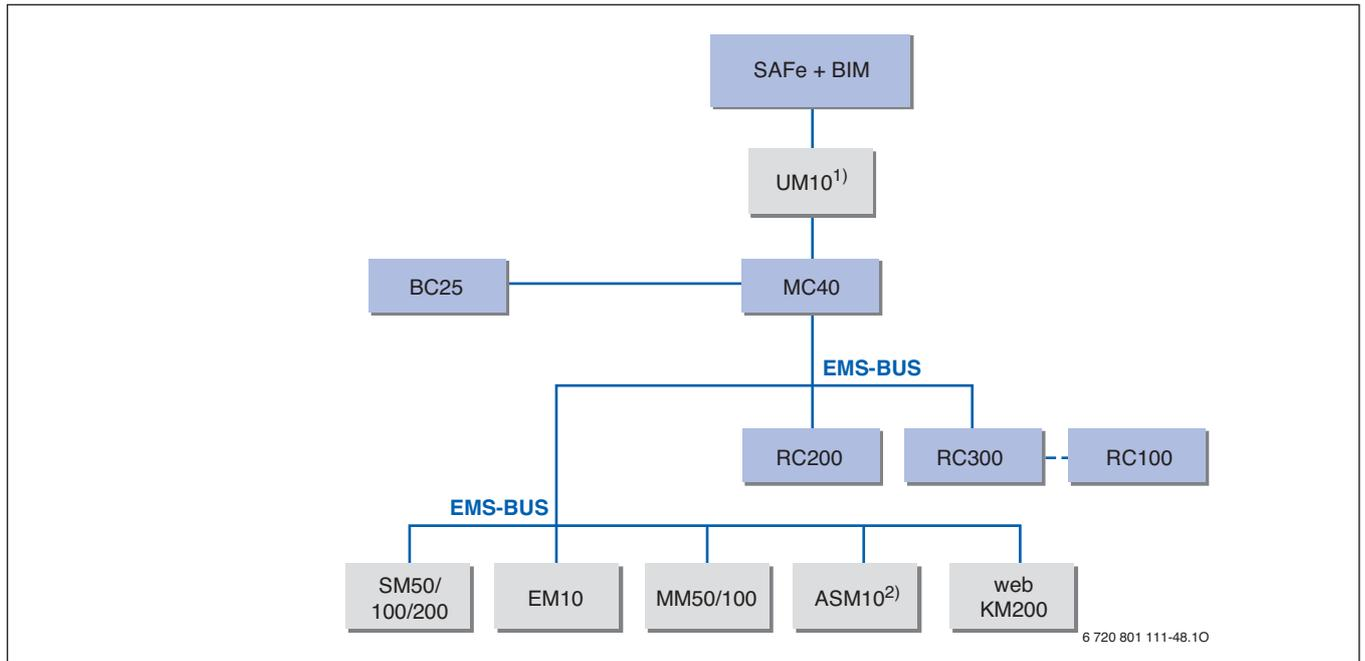 SAFe + BIM
UM10¹⁾
BC25
MC40
EMS-BUS
RC200
RC300
RC100
EMS-BUS
SM50/
100/200
EM10
MM50/100
ASM10²⁾
web
KM200
6 720 801 111-48.1O